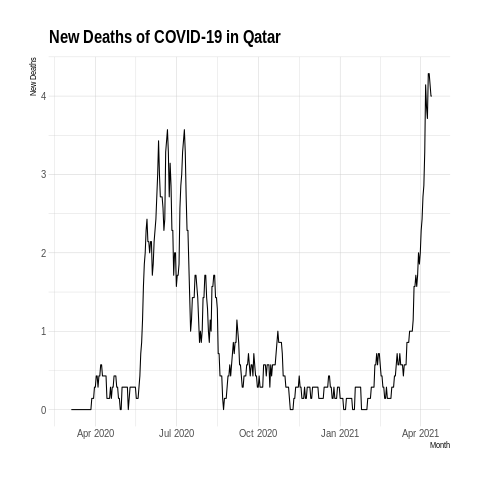 New Deaths of COVID-19 in Qatar
New Deaths
4
3
2
1
0
Apr 2020 Jul 2020 Oct 2020 Jan 2021 Apr 2021
Month